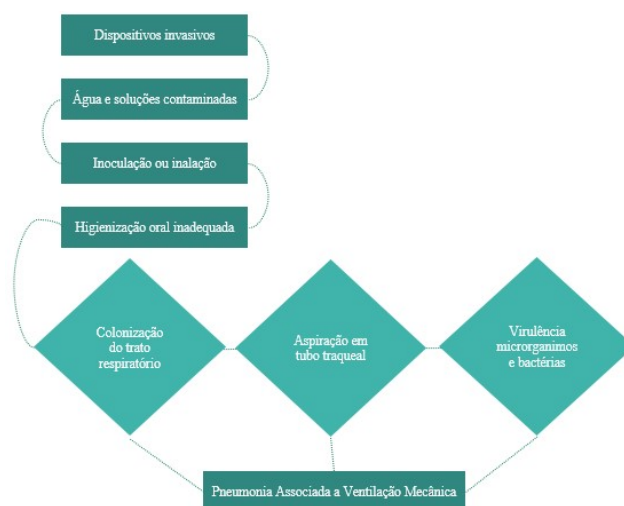 Dispositivos invasivos
Água e soluções contaminadas
Inoculação ou inalação
Higienização oral inadequada
Colonização
do trato
respiratório
Aspiração em
tubo traqueal
Virulência
microrganimos
e bactérias
Pneumonia Associada a Ventilação Mecânica